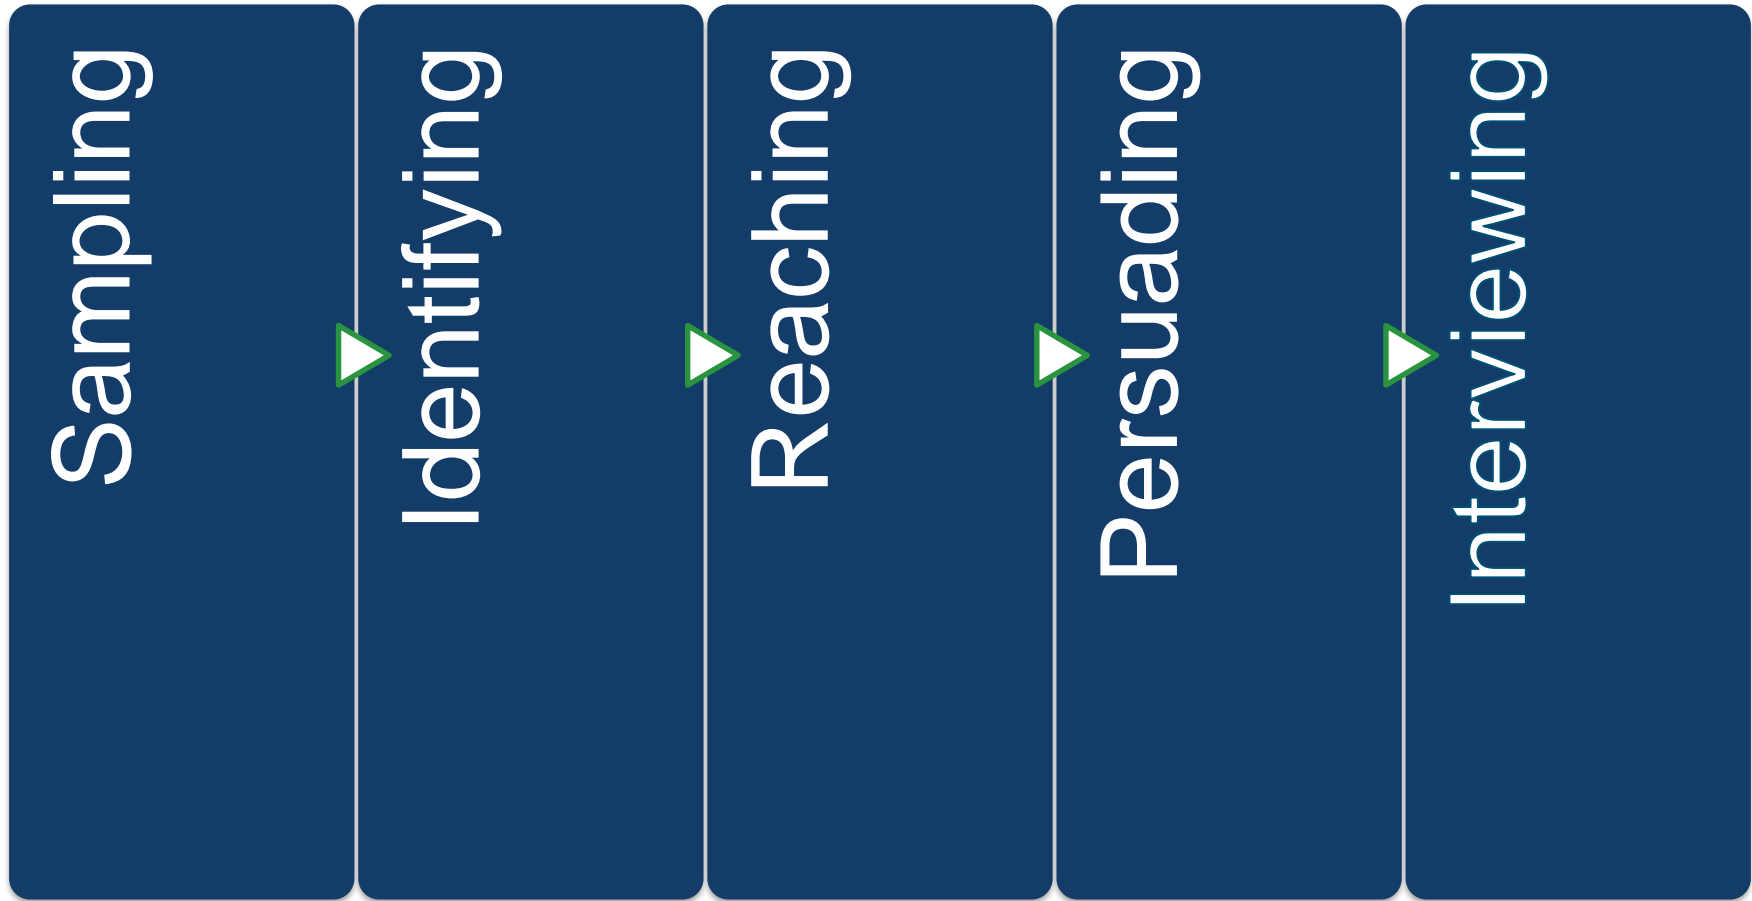 Sampling
Identifying
Reaching
Persuading
Interviewing